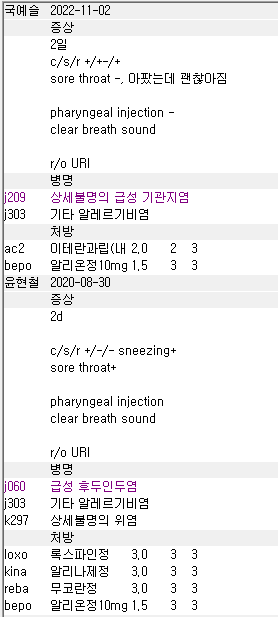 국예슬 2022-11-02
증상
2일
c/s/r +/+-/+
sore throat -, 아팠는데 괜찮아짐
pharyngeal injection -
clear breath sound
r/o URI
병명
j209 상세불명의 급성 기관지염
j303 기타 알레르기비염
처방
ac2 이테란과립(내 2.0 2 3
bepo 알리온정10mg 1.5 3 3
윤현철 2020-08-30
증상
2d
c/s/r +/-/- sneezing+
sore throat+
pharyngeal injection
clear breath sound
r/o URI
병명
j060 급성 후두인두염
j303 기타 알레르기비염
k297 상세불명의 위염
처방
loxo 록스파인정 3.0 3 3
kina 알리나제정 3.0 3 3
reba 무코란정 3.0 3 3
bepo 알리온정10mg 1.5 3 3